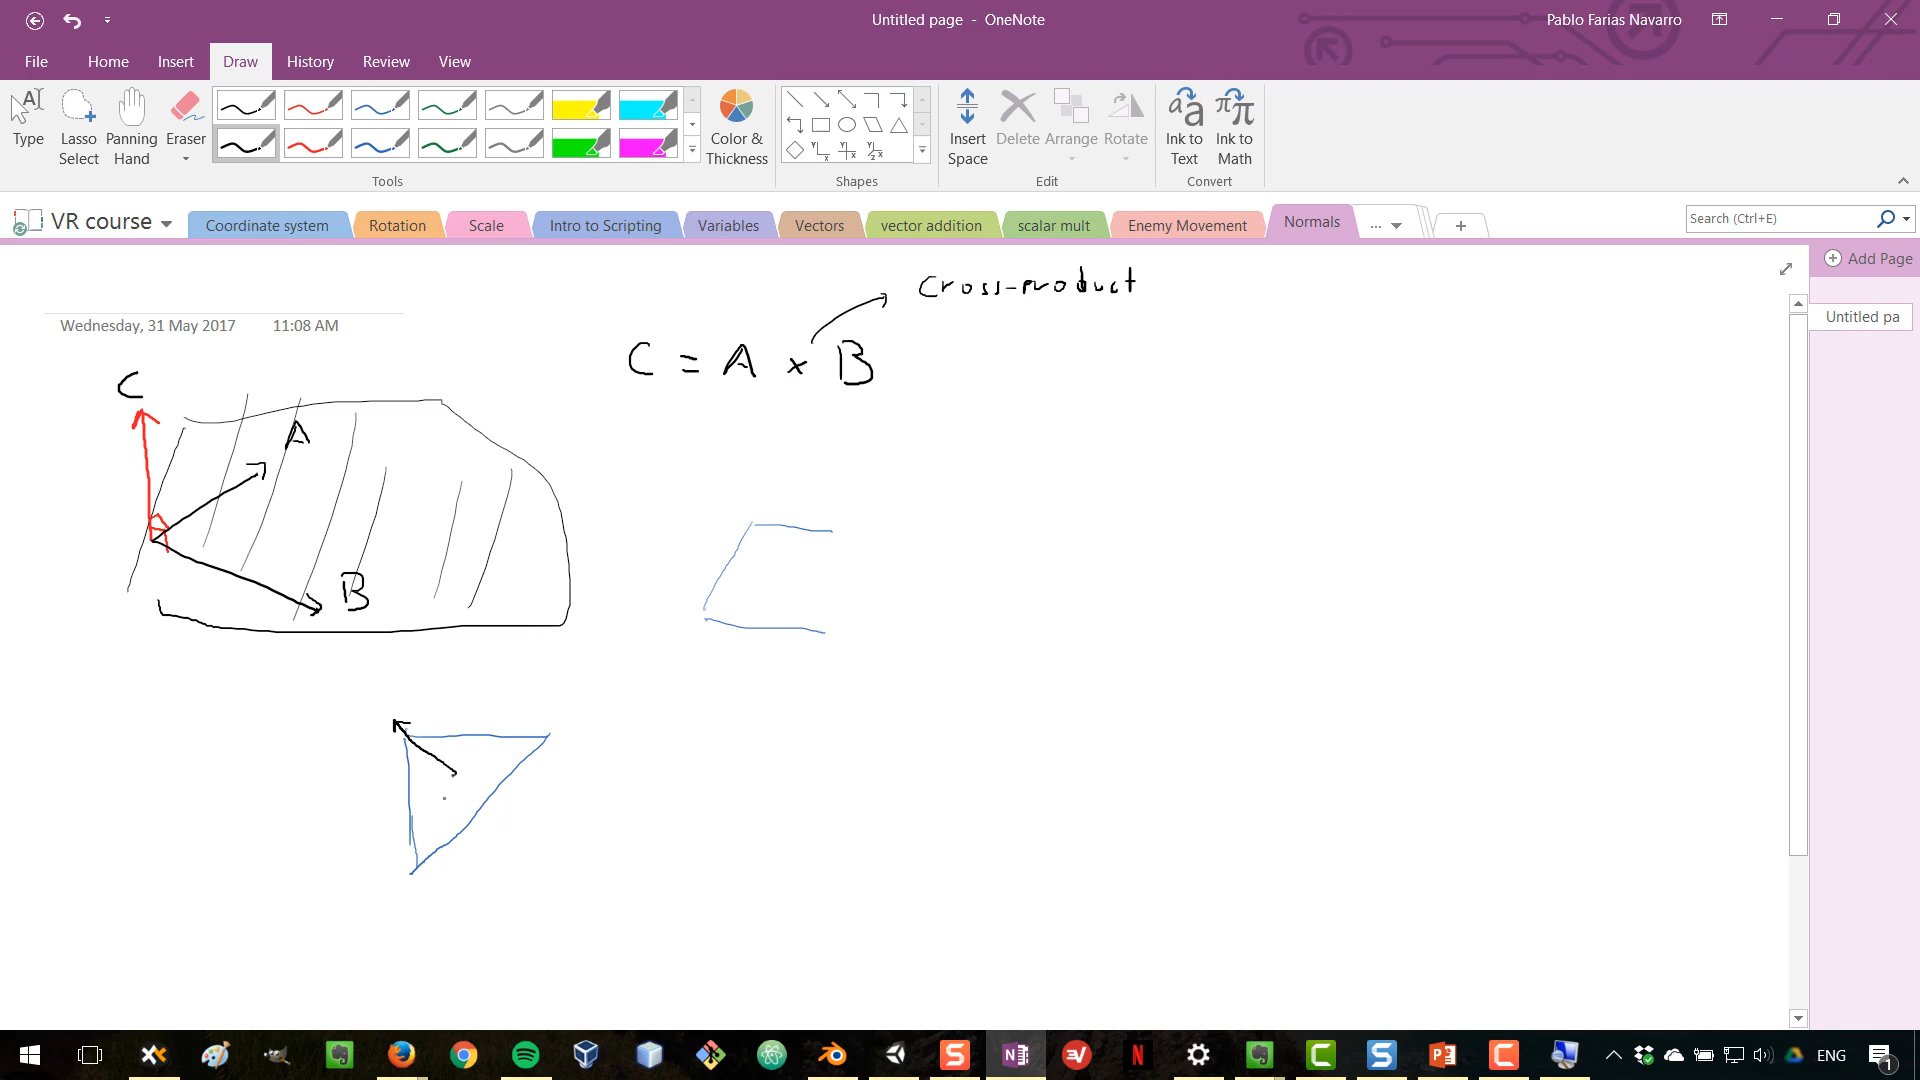 Untitled page - OneNote
Pablo Farias Navarro
File
Home
Insert
Draw
History
Review
View
Type
Lasso Select
Panning Hand
Eraser
Color & Thickness
Insert Space
Delete
Arrange
Rotate
Ink to Text
Ink to Math
Tools
Shapes
Edit
Convert
VR course
Coordinate system
Rotation
Scale
Intro to Scripting
Variables
Vectors
vector addition
scalar mult
Enemy Movement
Normals
...
Search (Ctrl+E)
Add Page
Untitled pa
Cross-product
Wednesday, 31 May 2017
11:08 AM
C = A × B
C
A
B
ENG
1